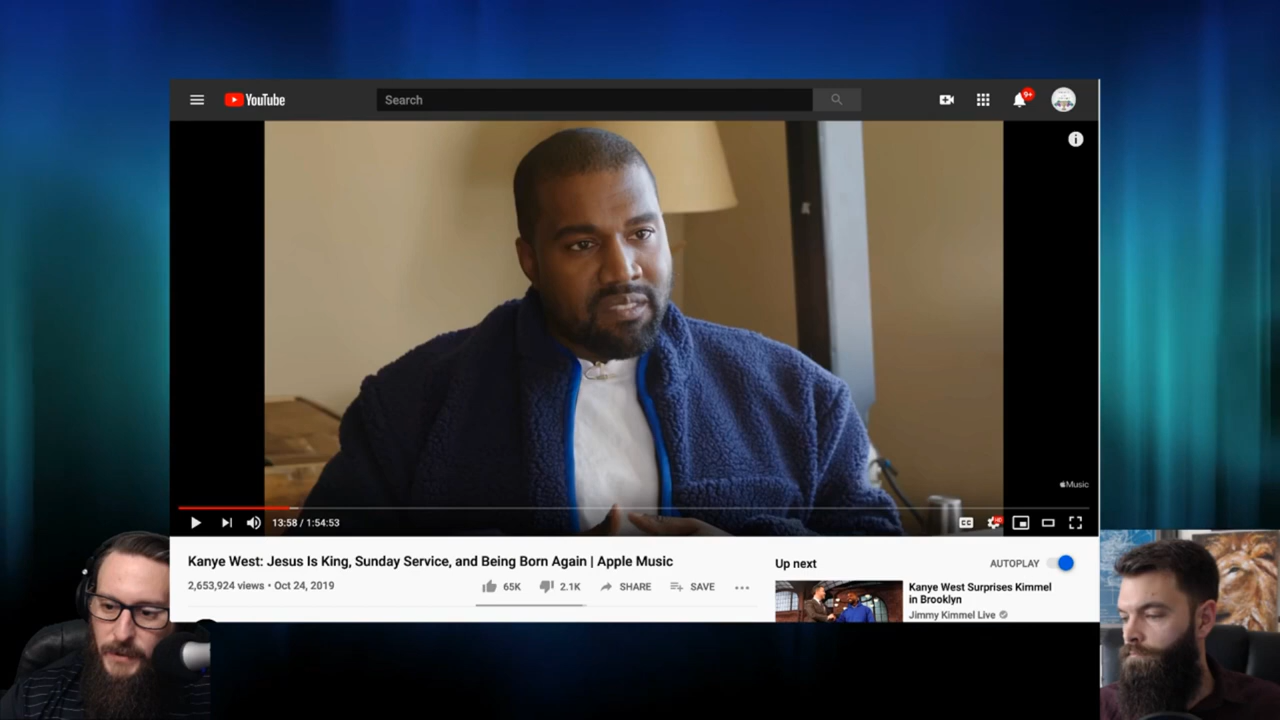 YouTube
Search
9+
Music
13:58 / 1:54:53
CC
Kanye West: Jesus Is King, Sunday Service, and Being Born Again | Apple Music
2,653,924 views • Oct 24, 2019
65K
2.1K
SHARE
SAVE
Up next
AUTOPLAY
Kanye West Surprises Kimmel
in Brooklyn
Jimmy Kimmel Live